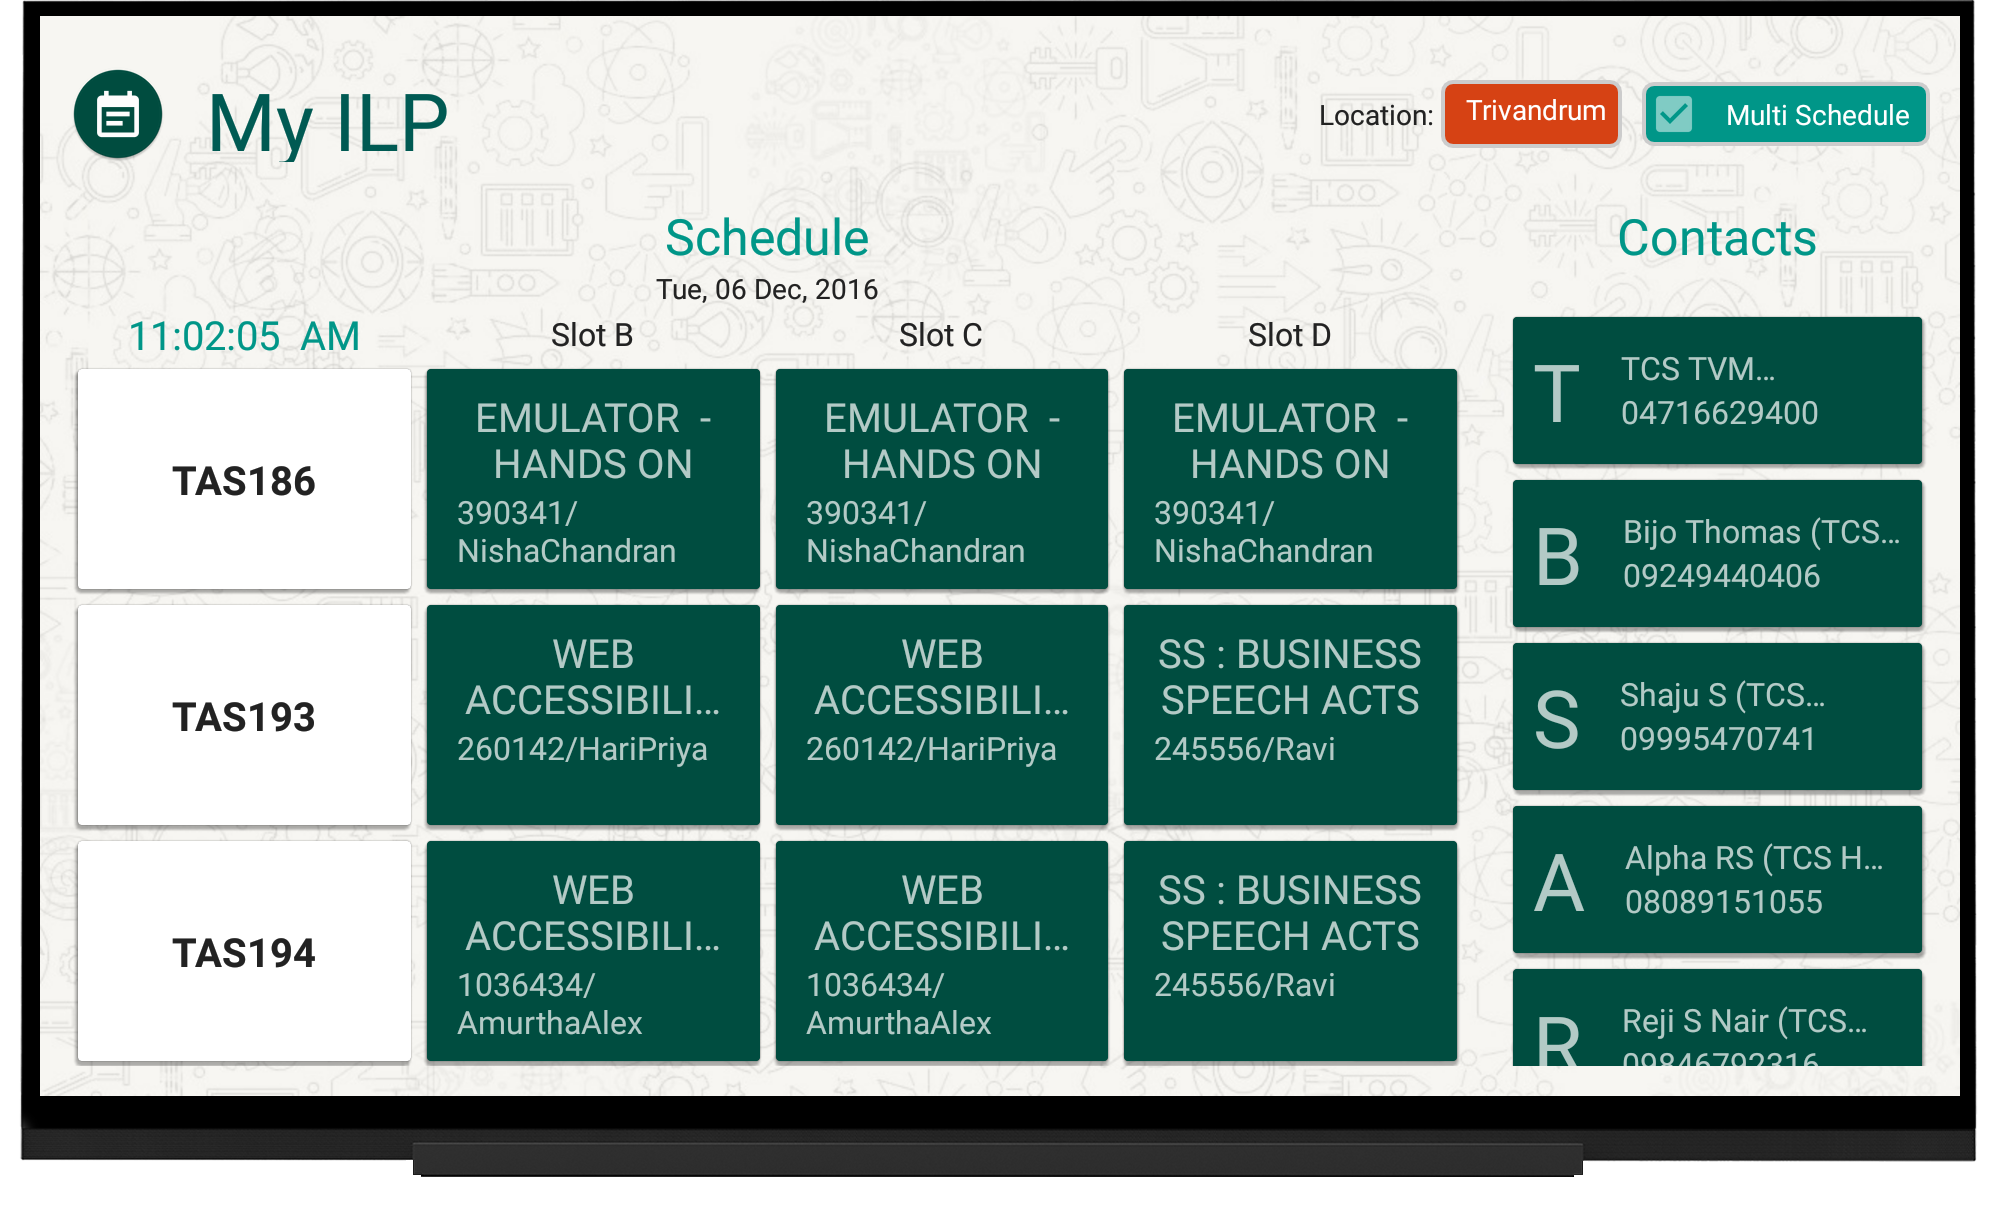 My ILP
Location:
Trivandrum
Multi Schedule
Schedule
Tue, 06 Dec, 2016
11:02:05 AM
Slot B
Slot C
Slot D
TAS186
EMULATOR -
HANDS ON
390341/
NishaChandran
EMULATOR -
HANDS ON
390341/
NishaChandran
EMULATOR -
HANDS ON
390341/
NishaChandran
TAS193
WEB
ACCESSIBILI...
260142/HariPriya
WEB
ACCESSIBILI...
260142/HariPriya
SS : BUSINESS
SPEECH ACTS
245556/Ravi
TAS194
WEB
ACCESSIBILI...
1036434/
AmurthaAlex
WEB
ACCESSIBILI...
1036434/
AmurthaAlex
SS : BUSINESS
SPEECH ACTS
245556/Ravi
Contacts
T
TCS TVM...
04716629400
B
Bijo Thomas (TCS...
09249440406
S
Shaju S (TCS...
09995470741
A
Alpha RS (TCS H...
08089151055
R
Reji S Nair (TCS...
09846792316